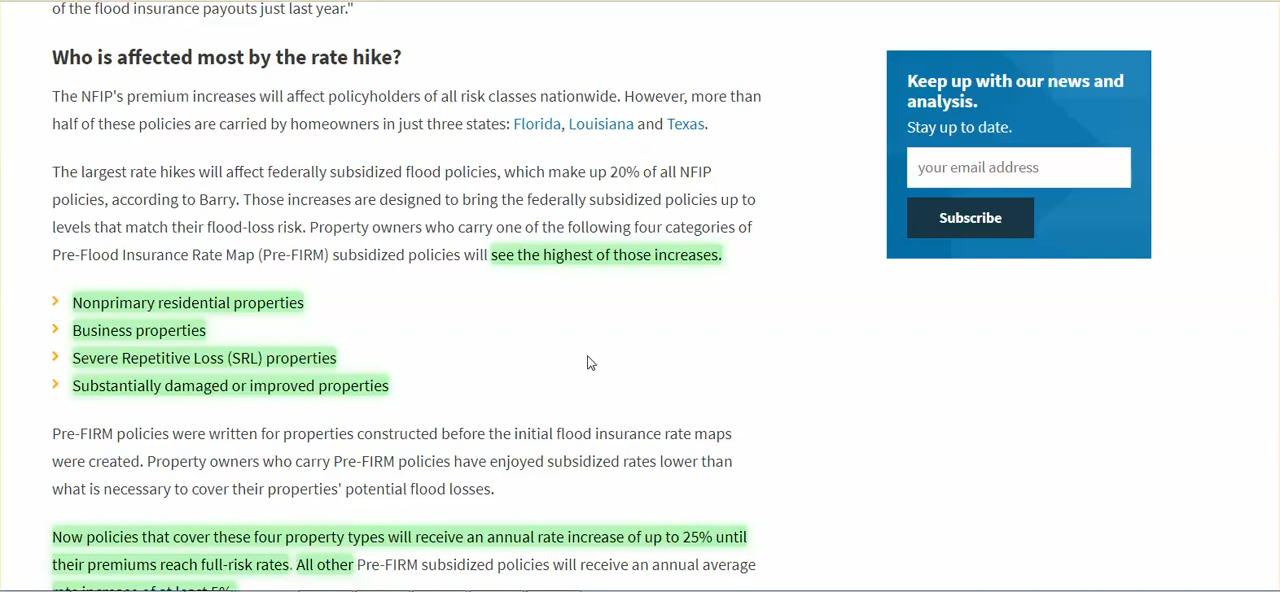 of the flood insurance payouts just last year."
Who is affected most by the rate hike?
The NFIP's premium increases will affect policyholders of all risk classes nationwide. However, more than
half of these policies are carried by homeowners in just three states: Florida, Louisiana and Texas.
The largest rate hikes will affect federally subsidized flood policies, which make up 20% of all NFIP
policies, according to Barry. Those increases are designed to bring the federally subsidized policies up to
levels that match their flood-loss risk. Property owners who carry one of the following four categories of
Pre-Flood Insurance Rate Map (Pre-FIRM) subsidized policies will see the highest of those increases.
Nonprimary residential properties
Business properties
Severe Repetitive Loss (SRL) properties
Substantially damaged or improved properties
Pre-FIRM policies were written for properties constructed before the initial flood insurance rate maps
were created. Property owners who carry Pre-FIRM policies have enjoyed subsidized rates lower than
what is necessary to cover their properties' potential flood losses.
Now policies that cover these four property types will receive an annual rate increase of up to 25% until
their premiums reach full-risk rates. All other Pre-FIRM subsidized policies will receive an annual average
rate increase of at least 5%.
Keep up with our news and
analysis.
Stay up to date.
your email address
Subscribe